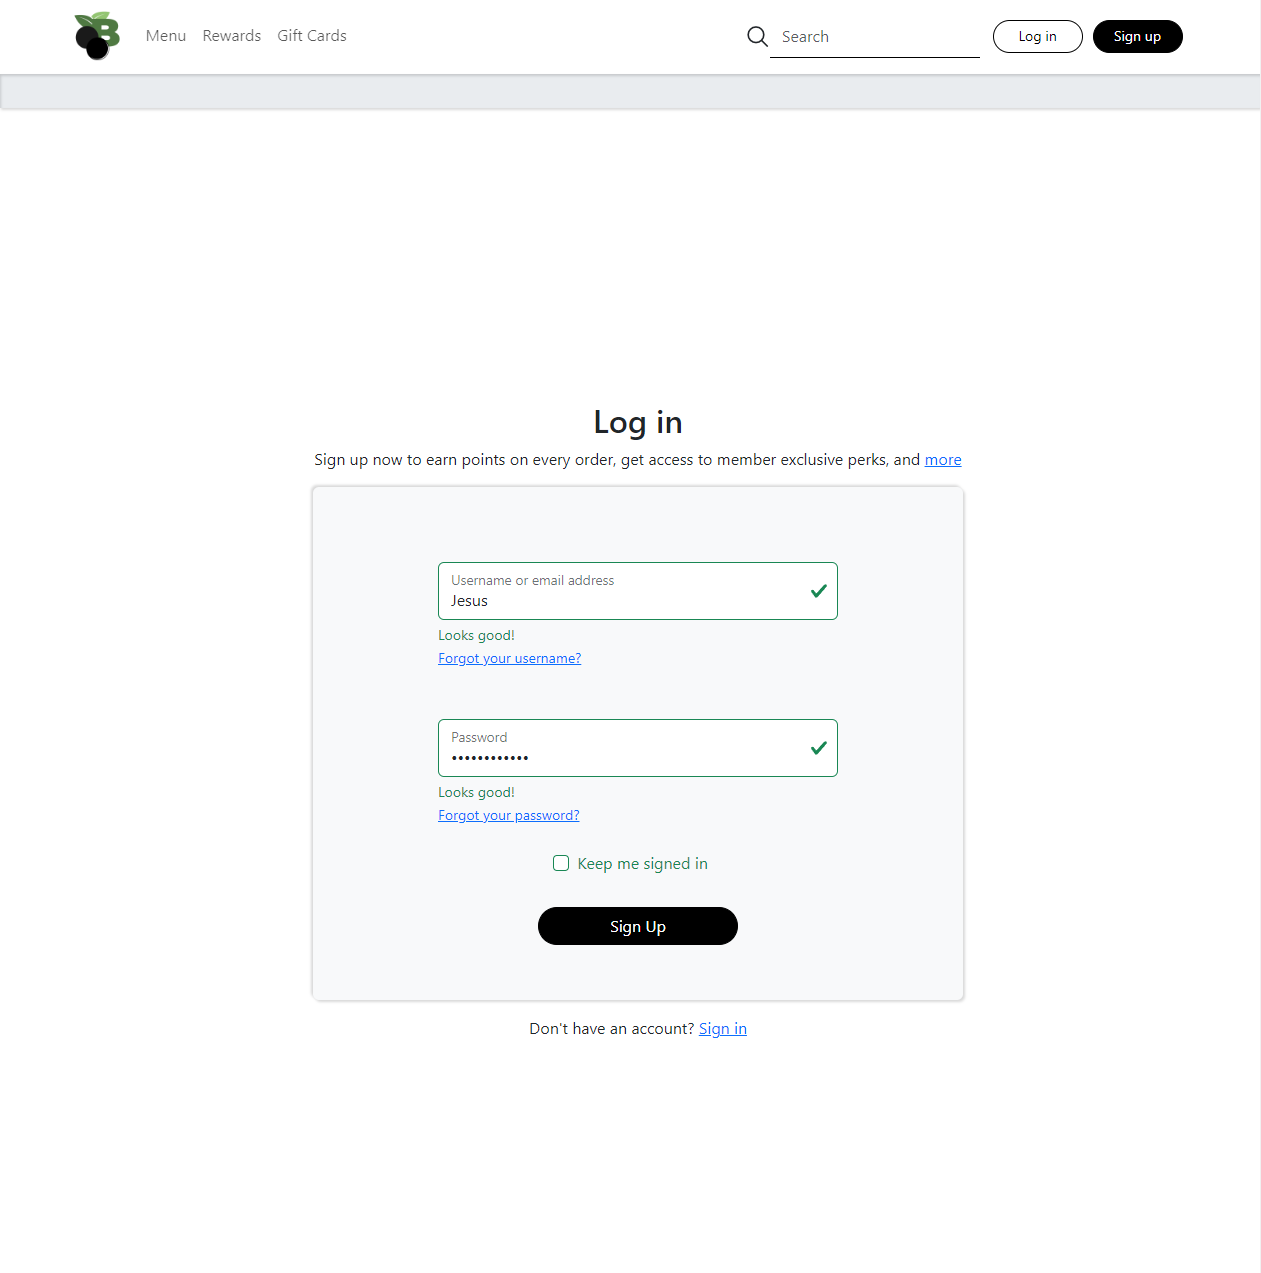 B
Menu Rewards Gift Cards Search Log in Sign up
Log in
Sign up now to earn points on every order, get access to member exclusive perks, and more
Username or email address
Jesus
Looks good!
Forgot your username?
Password
••••••••••••
Looks good!
Forgot your password?
Keep me signed in
Sign Up
Don't have an account? Sign in